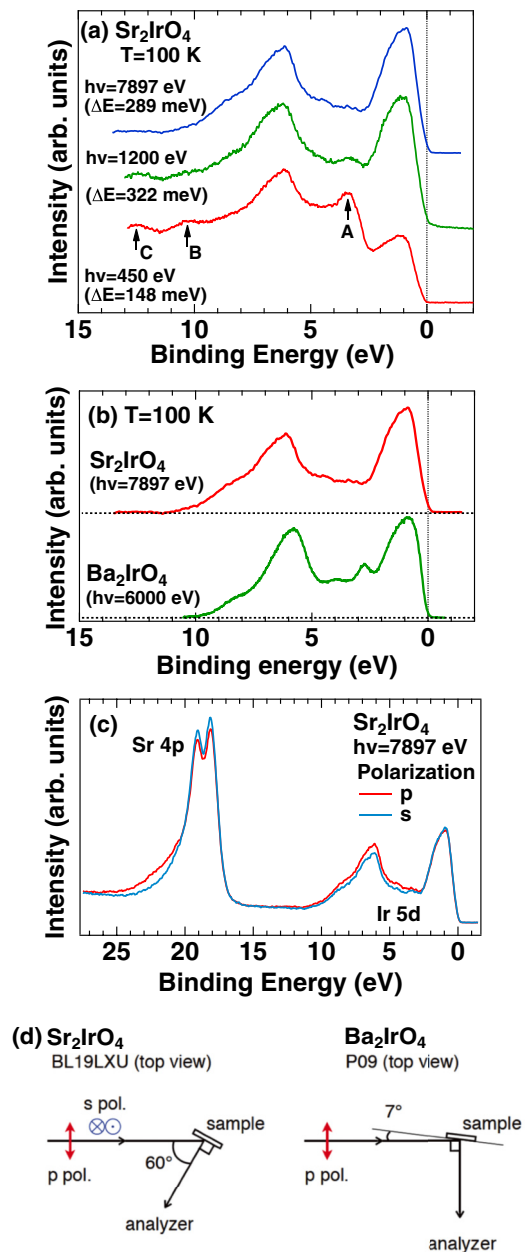 (a) Sr2IrO4
T=100 K
hν=7897 eV
(ΔE=289 meV)
hν=1200 eV
(ΔE=322 meV)
hν=450 eV
(ΔE=148 meV)
C
B
A
Intensity (arb. units)
15 10 5 0
Binding Energy (eV)
(b) T=100 K
Sr2IrO4
(hν=7897 eV)
Ba2IrO4
(hν=6000 eV)
Intensity (arb. units)
15 10 5 0
Binding energy (eV)
(c)
Sr 4p
Sr2IrO4
hν=7897 eV
Polarization
p
s
Ir 5d
Intensity (arb. units)
25 20 15 10 5 0
Binding Energy (eV)
(d) Sr2IrO4
BL19LXU (top view)
s pol.
sample
p pol.
60°
analyzer
Ba2IrO4
P09 (top view)
7°
sample
p pol.
analyzer